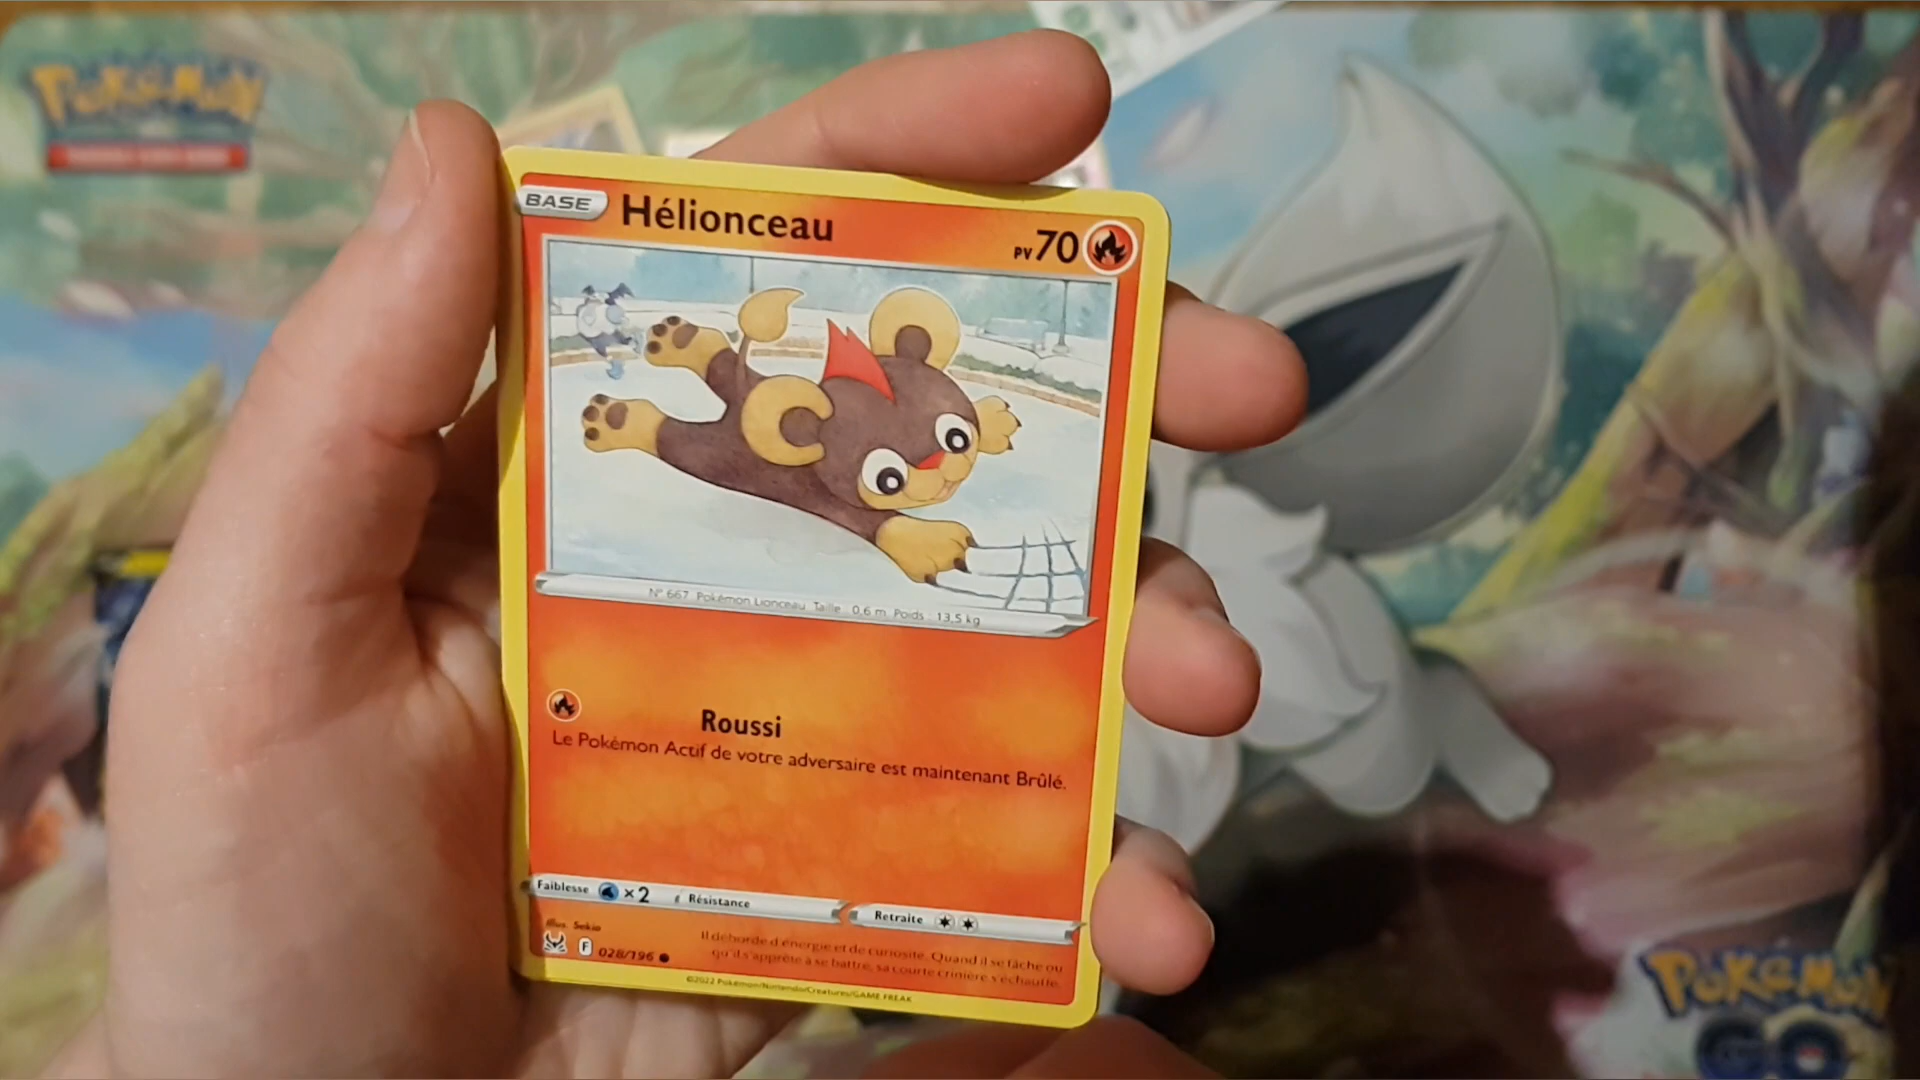 POKéMON
BASE Hélionceau PV 70
N° 667 Pokémon Lionceau Taille : 0,6 m Poids : 13,5 kg
Roussi
Le Pokémon Actif de votre adversaire est maintenant Brûlé.
Faiblesse ×2 Résistance Retraite
Illus. Sekio
F 028/196
Il déborde d'énergie et de curiosité. Quand il se fâche ou
qu'il s'apprête à se battre, sa courte crinière s'échauffe.
©2022 Pokémon/Nintendo/Creatures/GAME FREAK
POKéMON
GO